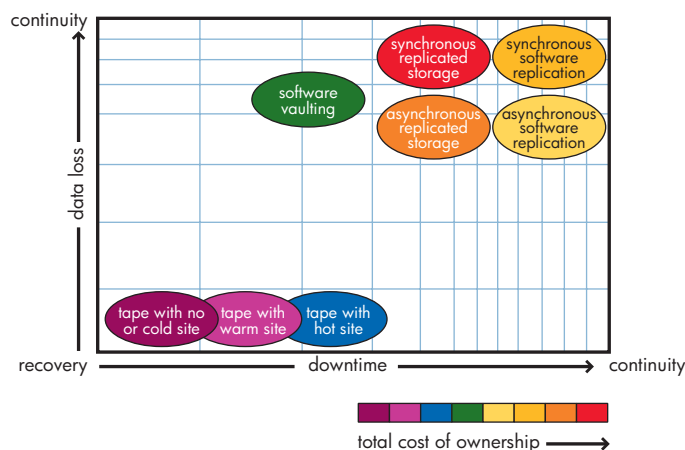 continuity
data loss
synchronous
replicated
storage
synchronous
software
replication
software
vaulting
asynchronous
replicated
storage
asynchronous
software
replication
tape with no
or cold site
tape with
warm site
tape with
hot site
recovery
downtime
continuity
total cost of ownership